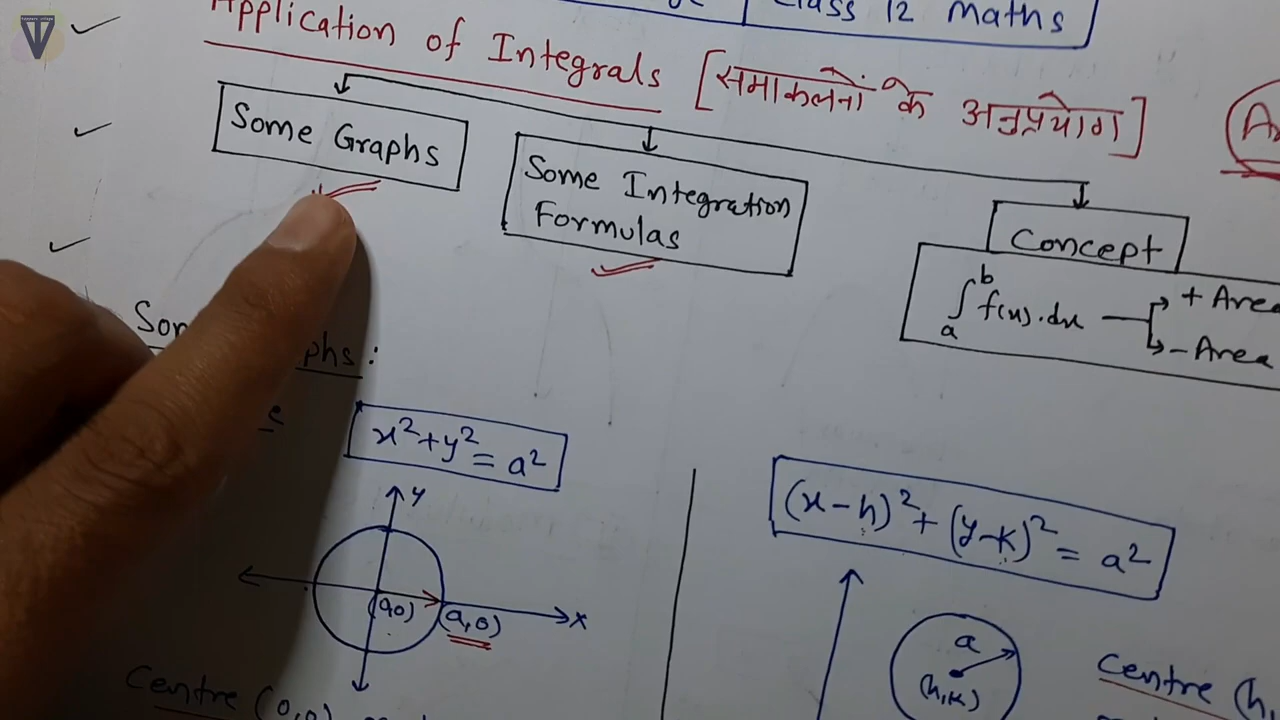 Class 12 Maths
Application of Integrals [समाकलनों के अनुप्रयोग]
Some Graphs
Some Integration
Formulas
Concept
∫ₐᵇ f(x).dx + Area
- Area
x²+y² = a²
(x-h)² + (y-k)² = a²
y
(0,0) (a,0) x
a
(h,k)
Centre (0,0)
Centre (h,